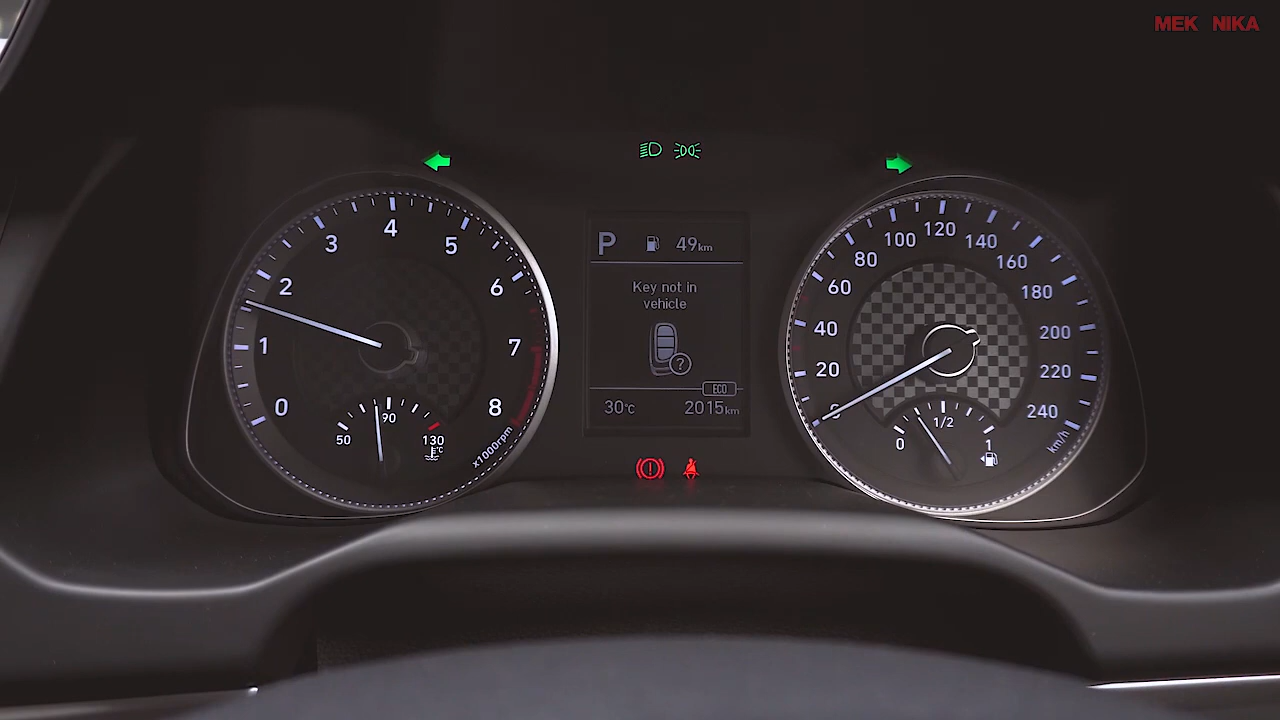 MEK NIKA
P 49km
Key not in
vehicle
?
ECO
30°C 2015km
0 1 2 3 4 5 6 7 8
x1000rpm
50 90 130
°C
0 20 40 60 80 100 120 140 160 180 200 220 240
km/h
0 1/2 1